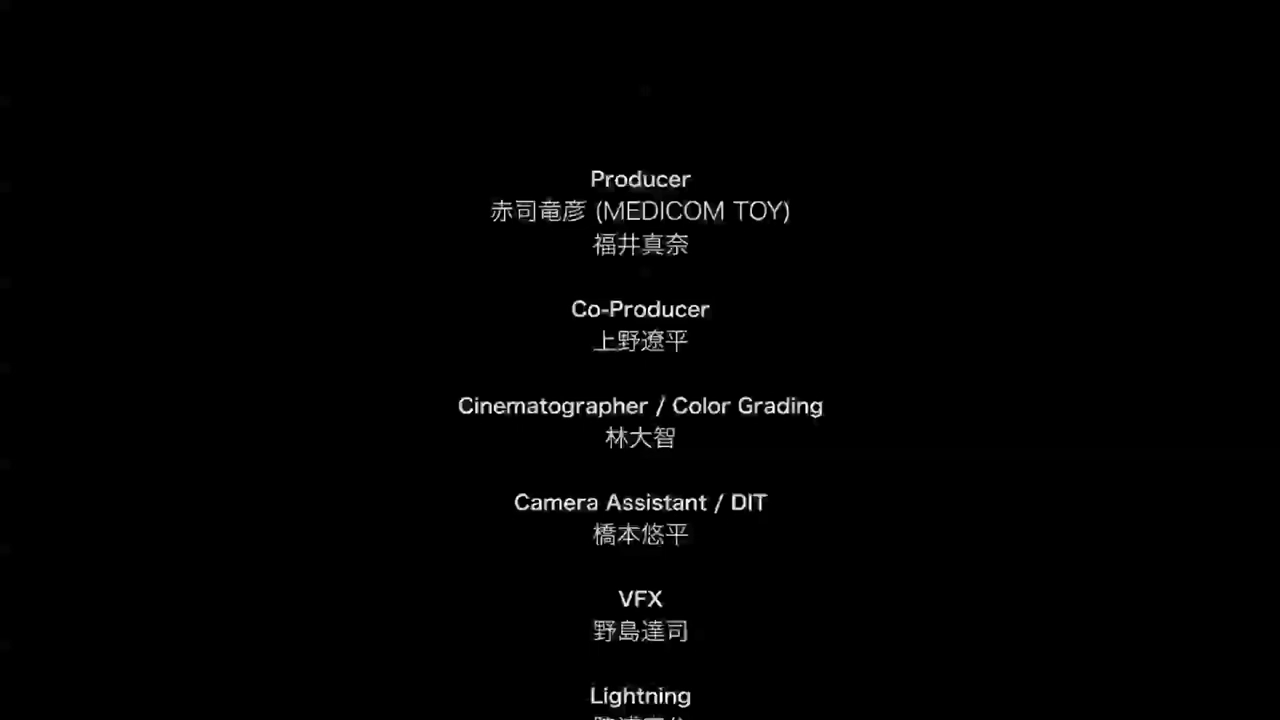 Producer
赤司竜彦 (MEDICOM TOY)
福井真奈
Co-Producer
上野遼平
Cinematographer / Color Grading
林大智
Camera Assistant / DIT
橋本悠平
VFX
野島達司
Lightning